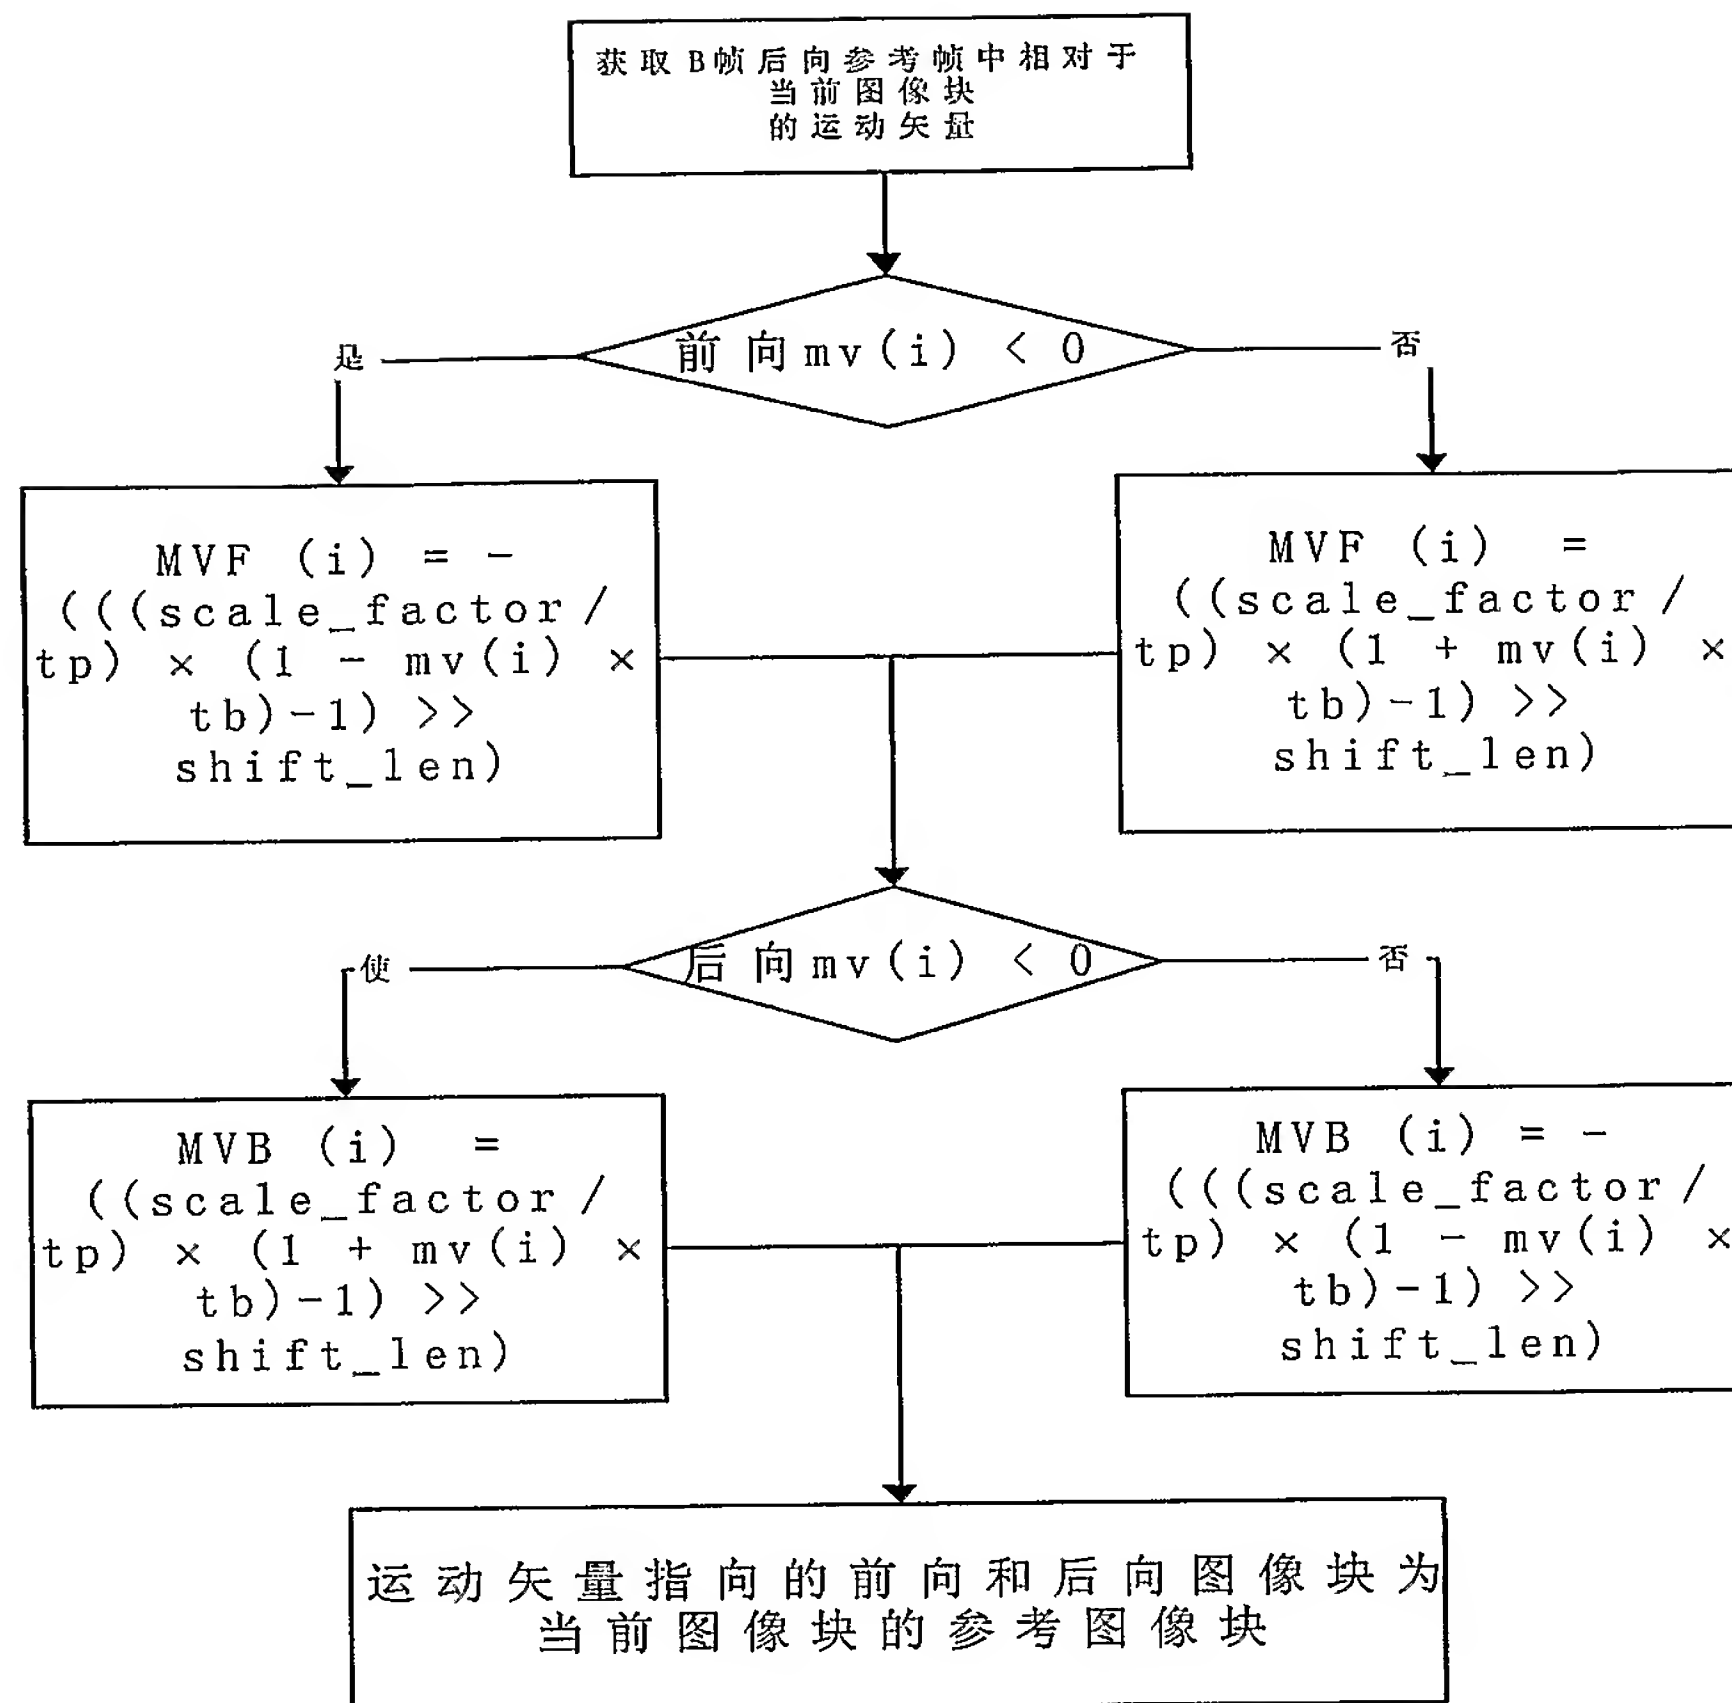 获取B帧后向参考帧中相对于
当前图像块
的运动矢量
前向mv(i) < 0
是
否
MVF (i) = -
(((scale_factor/
tp) × (1 - mv(i) ×
tb)-1) >>
shift_len)
MVF (i) =
((scale_factor/
tp) × (1 + mv(i) ×
tb)-1) >>
shift_len)
后向mv(i) < 0
使
否
MVB (i) =
((scale_factor/
tp) × (1 + mv(i) ×
tb)-1) >>
shift_len)
MVB (i) = -
(((scale_factor/
tp) × (1 - mv(i) ×
tb)-1) >>
shift_len)
运动矢量指向的前向和后向图像块为
当前图像块的参考图像块